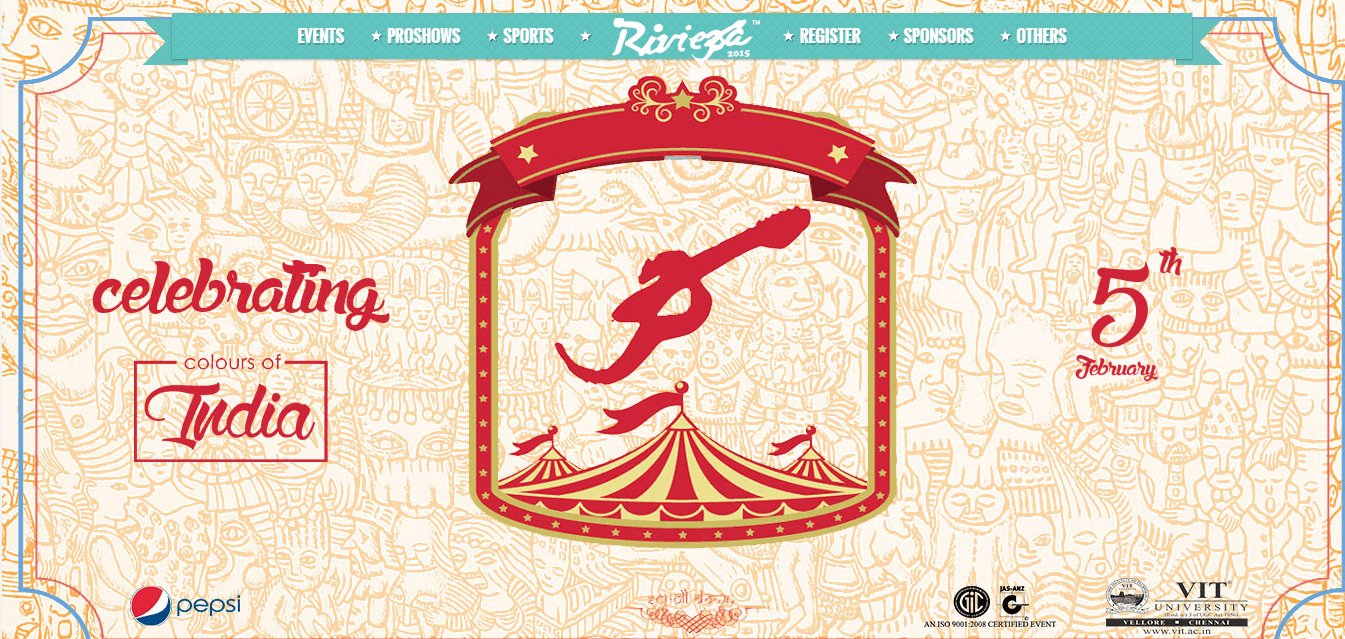 EVENTS ★ PROSHOWS ★ SPORTS ★ Riviera™ 2015 ★ REGISTER ★ SPONSORS ★ OTHERS
celebrating
colours of
India
5th
February
pepsi
JAS-ANZ
AN ISO 9001:2008 CERTIFIED EVENT
VIT
UNIVERSITY
VELLORE ■ CHENNAI
www.vit.ac.in